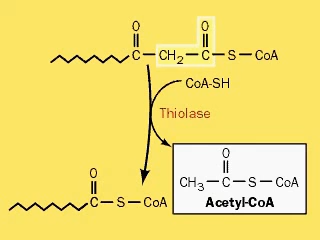 O O
C — CH2 — C — S — CoA
CoA-SH
Thiolase
O
CH3 — C — S — CoA
Acetyl-CoA
O
C — S — CoA